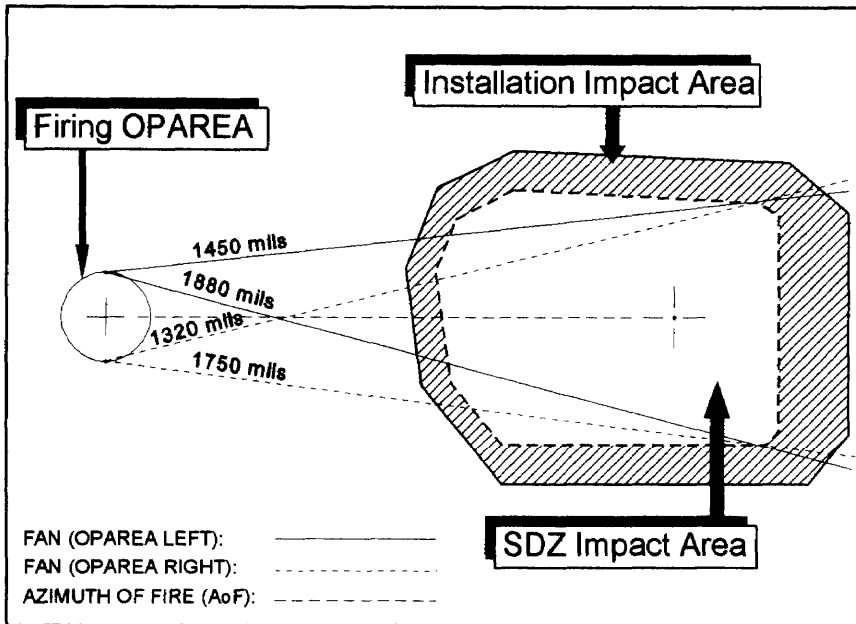 Installation Impact Area
Firing OPAREA
1450 mils
1880 mils
1320 mils
1750 mils
SDZ Impact Area
FAN (OPAREA LEFT):
FAN (OPAREA RIGHT):
AZIMUTH OF FIRE (AoF):